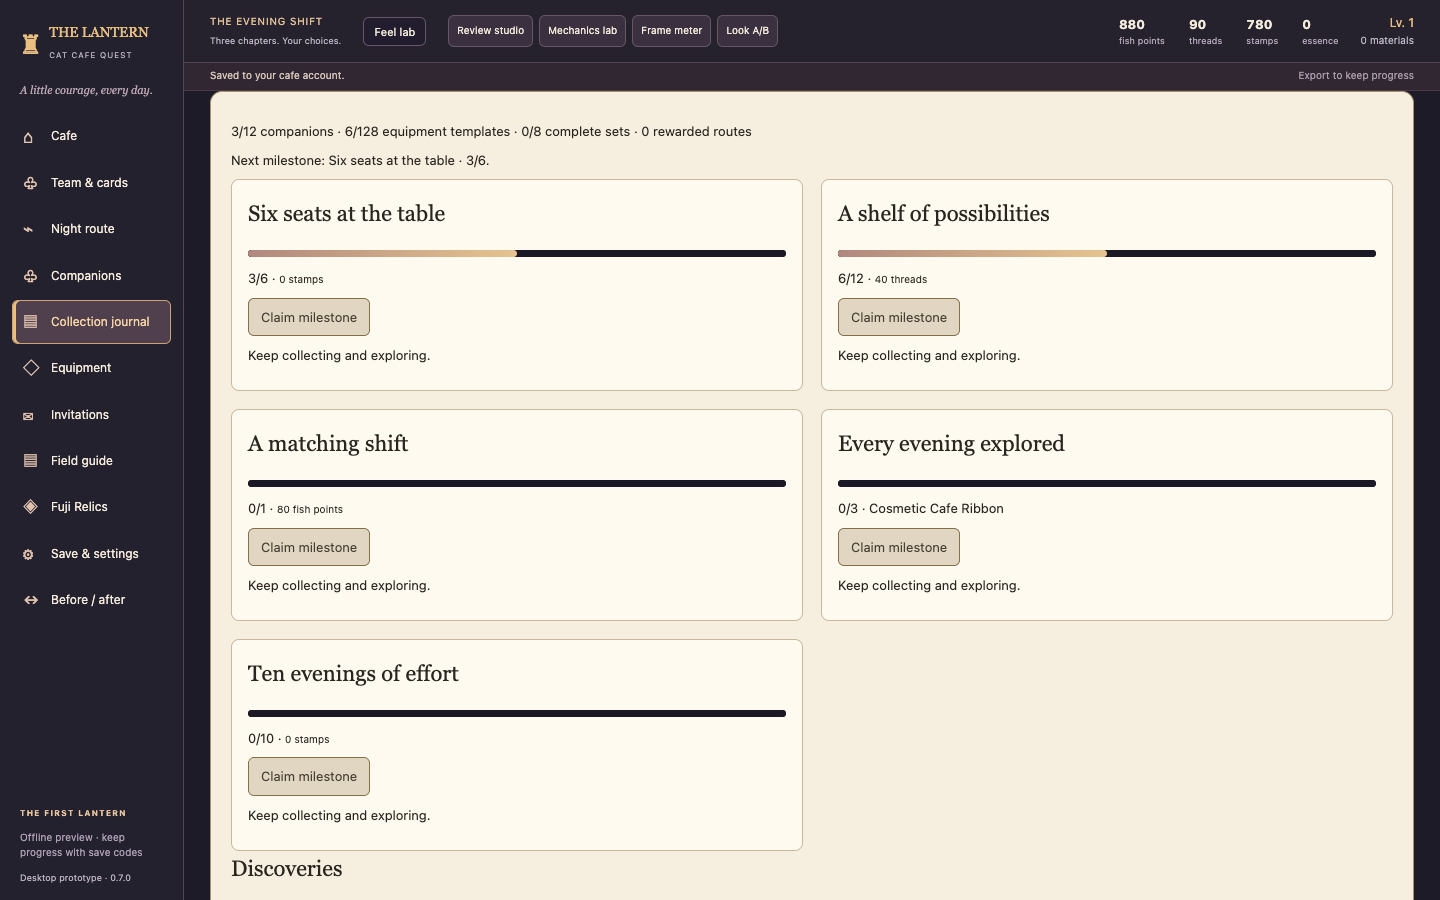 THE LANTERN
CAT CAFE QUEST
A little courage, every day.
Cafe
Team & cards
Night route
Companions
Collection journal
Equipment
Invitations
Field guide
Fuji Relics
Save & settings
Before / after
THE FIRST LANTERN
Offline preview · keep
progress with save codes
Desktop prototype · 0.7.0
THE EVENING SHIFT
Three chapters. Your choices.
Feel lab
Review studio
Mechanics lab
Frame meter
Look A/B
880
fish points
90
threads
780
stamps
0
essence
Lv. 1
0 materials
Saved to your cafe account.
Export to keep progress
3/12 companions · 6/128 equipment templates · 0/8 complete sets · 0 rewarded routes
Next milestone: Six seats at the table · 3/6.
Six seats at the table
3/6 · 0 stamps
Claim milestone
Keep collecting and exploring.
A shelf of possibilities
6/12 · 40 threads
Claim milestone
Keep collecting and exploring.
A matching shift
0/1 · 80 fish points
Claim milestone
Keep collecting and exploring.
Every evening explored
0/3 · Cosmetic Cafe Ribbon
Claim milestone
Keep collecting and exploring.
Ten evenings of effort
0/10 · 0 stamps
Claim milestone
Keep collecting and exploring.
Discoveries